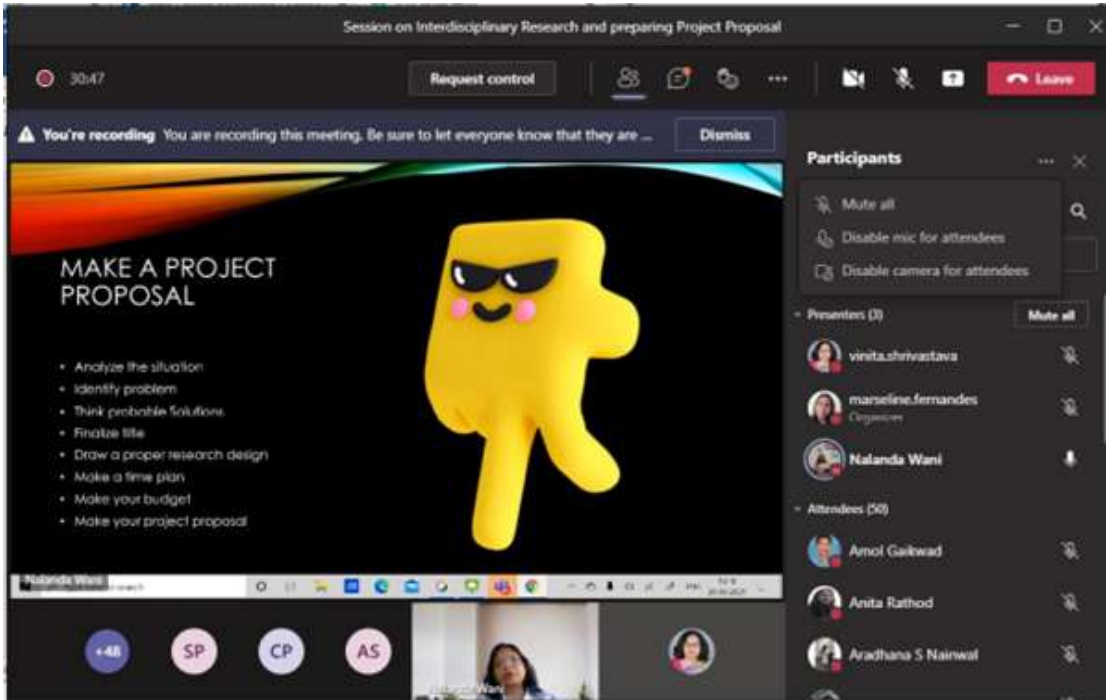 Session on Interdisciplinary Research and preparing Project Proposal
30:47
Request control
Leave
You're recording You are recording this meeting. Be sure to let everyone know that they are ...
Dismiss
MAKE A PROJECT
PROPOSAL
• Analyze the situation
• Identify problem
• Think probable Solutions
• Finalize title
• Draw a proper research design
• Make a time plan
• Make your budget
• Make your project proposal
Nalanda Wani
+48
SP
CP
AS
Nalanda Wani
Participants
Mute all
Disable mic for attendees
Disable camera for attendees
Presenters (3)
Mute all
vinita.shrivastava
marseline.fernandes
Organizer
Nalanda Wani
Attendees (50)
Amol Gaikwad
Anita Rathod
Aradhana S Nainwal